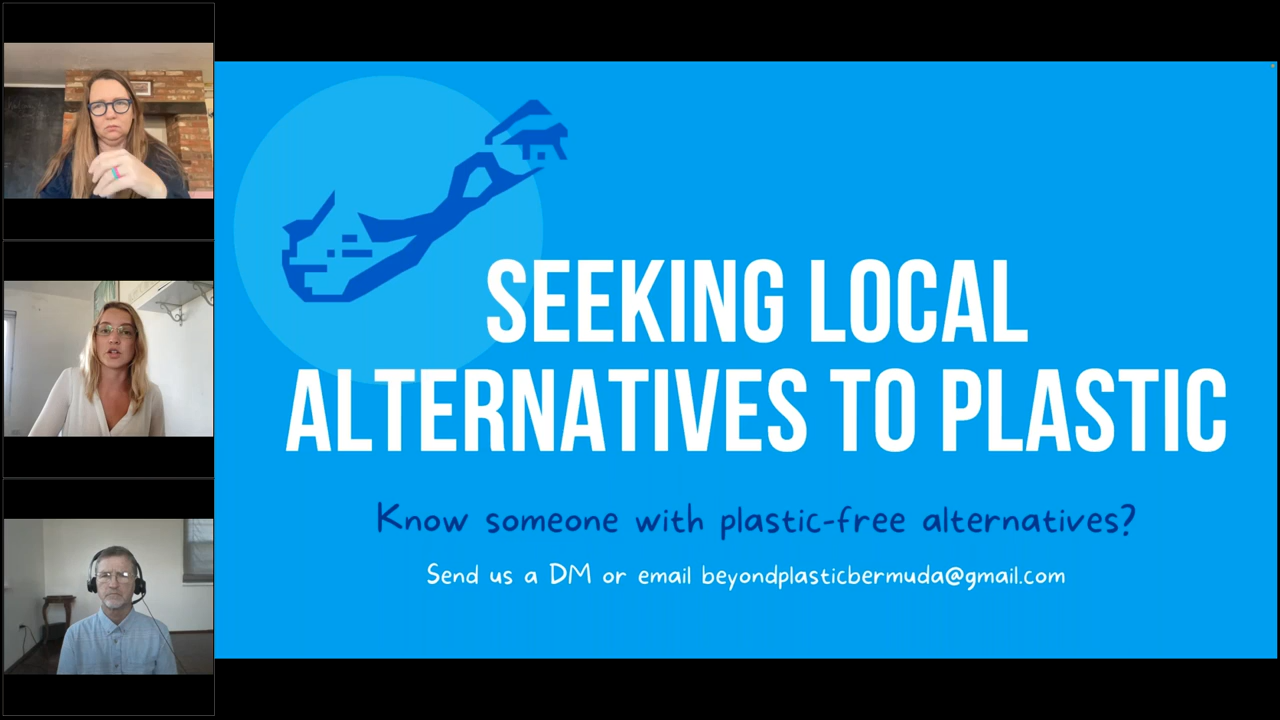 SEEKING LOCAL
ALTERNATIVES TO PLASTIC
Know someone with plastic-free alternatives?
Send us a DM or email beyondplasticbermuda@gmail.com